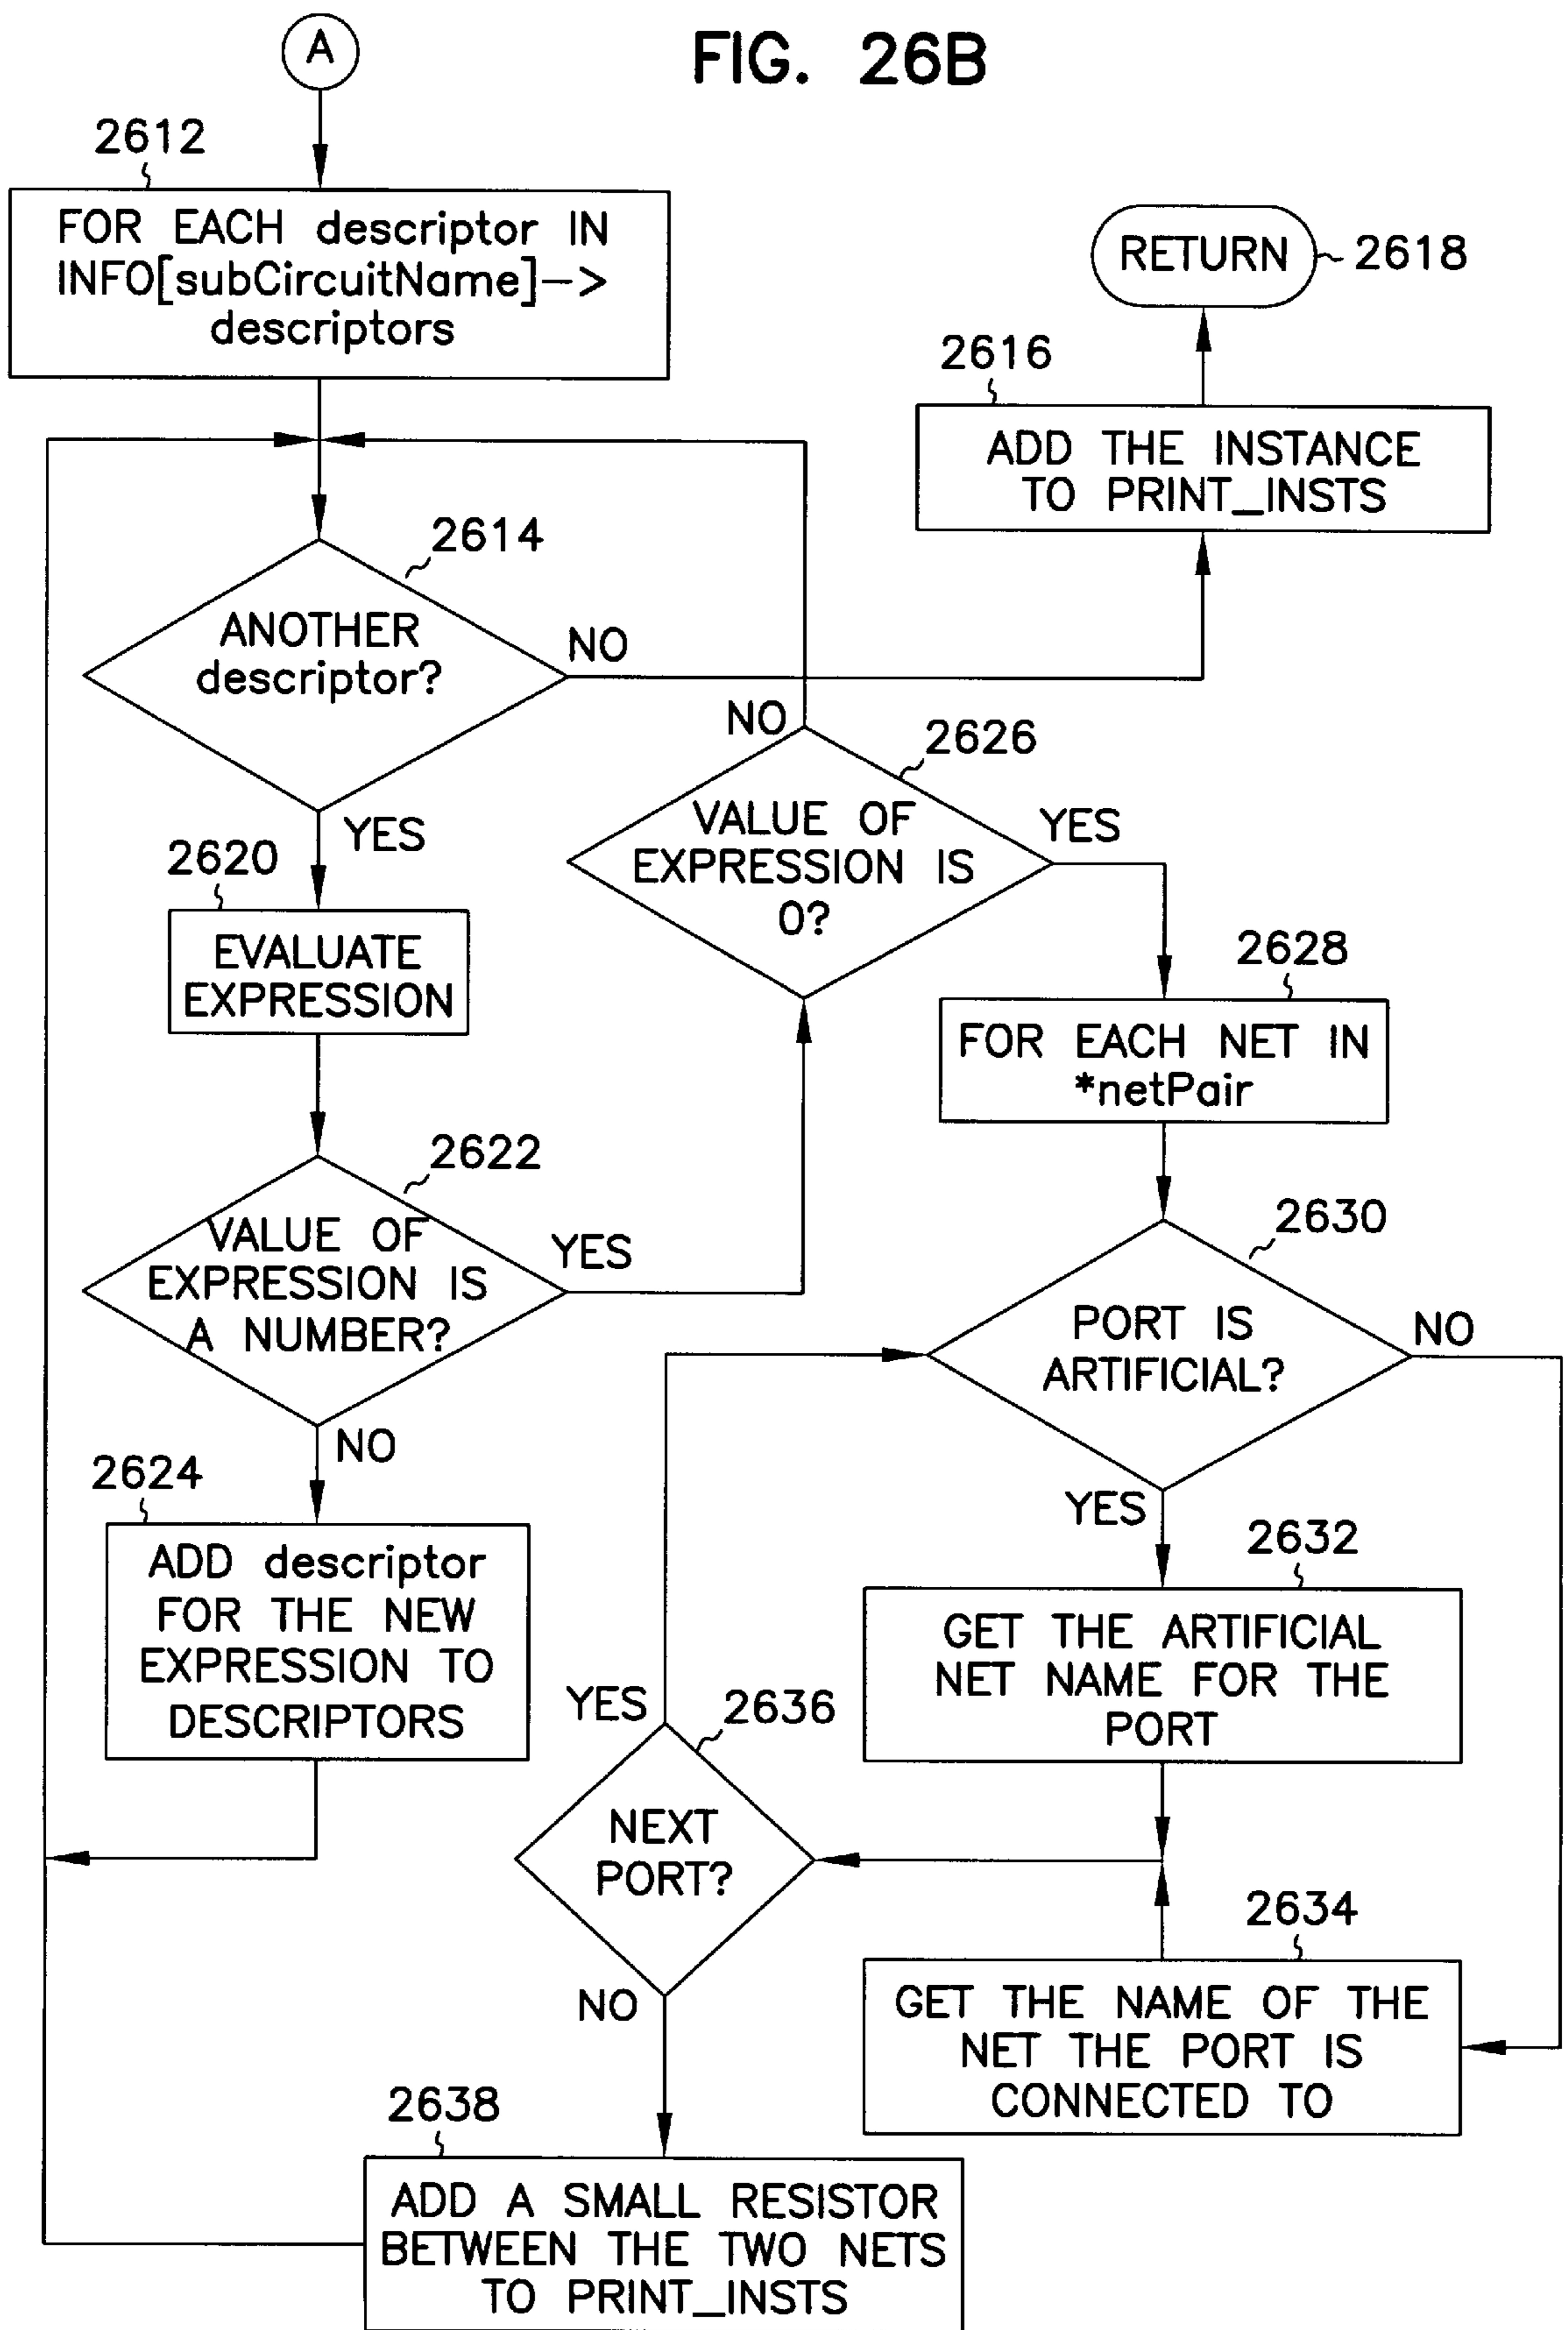 FIG. 26B
A
2612
FOR EACH descriptor IN
INFO[subCircuitName]->
descriptors
RETURN
2618
2616
ADD THE INSTANCE
TO PRINT_INSTS
2614
ANOTHER
descriptor?
NO
YES
2620
EVALUATE
EXPRESSION
NO
2626
VALUE OF
EXPRESSION IS
0?
YES
2628
FOR EACH NET IN
*netPair
2622
VALUE OF
EXPRESSION IS
A NUMBER?
YES
NO
2630
PORT IS
ARTIFICIAL?
NO
YES
2624
ADD descriptor
FOR THE NEW
EXPRESSION TO
DESCRIPTORS
2632
GET THE ARTIFICIAL
NET NAME FOR THE
PORT
YES
2636
NEXT
PORT?
NO
2634
GET THE NAME OF THE
NET THE PORT IS
CONNECTED TO
2638
ADD A SMALL RESISTOR
BETWEEN THE TWO NETS
TO PRINT_INSTS